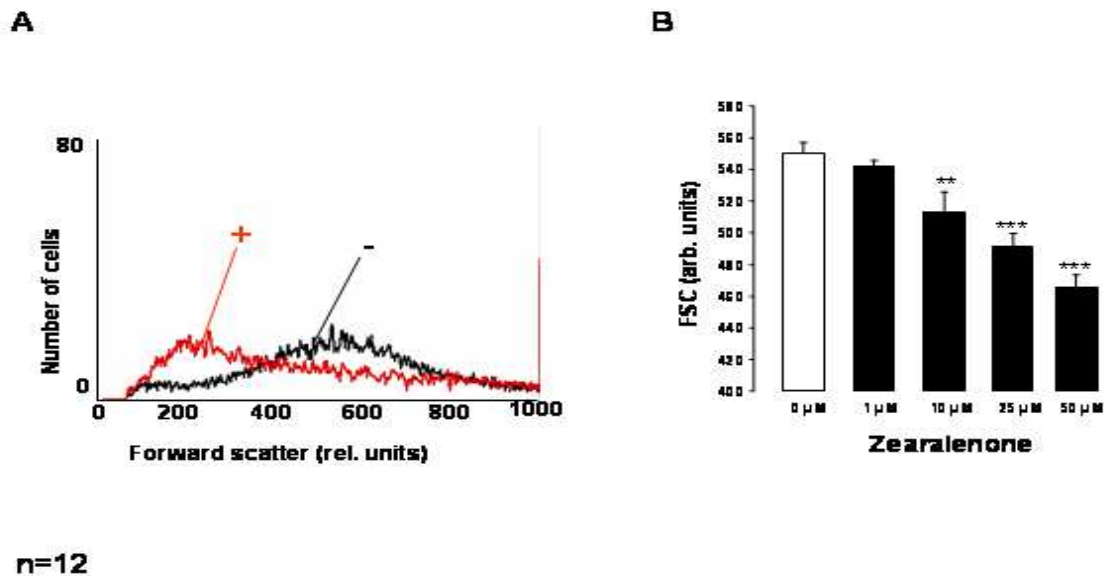 A
80
Number of cells
+
-
0
0 200 400 600 800 1000
Forward scatter (rel. units)
B
580
560
540
520
500
480
460
440
420
400
FSC (arb. units)
**
***
***
0 µM 1 µM 10 µM 25 µM 50 µM
Zearalenone
n=12